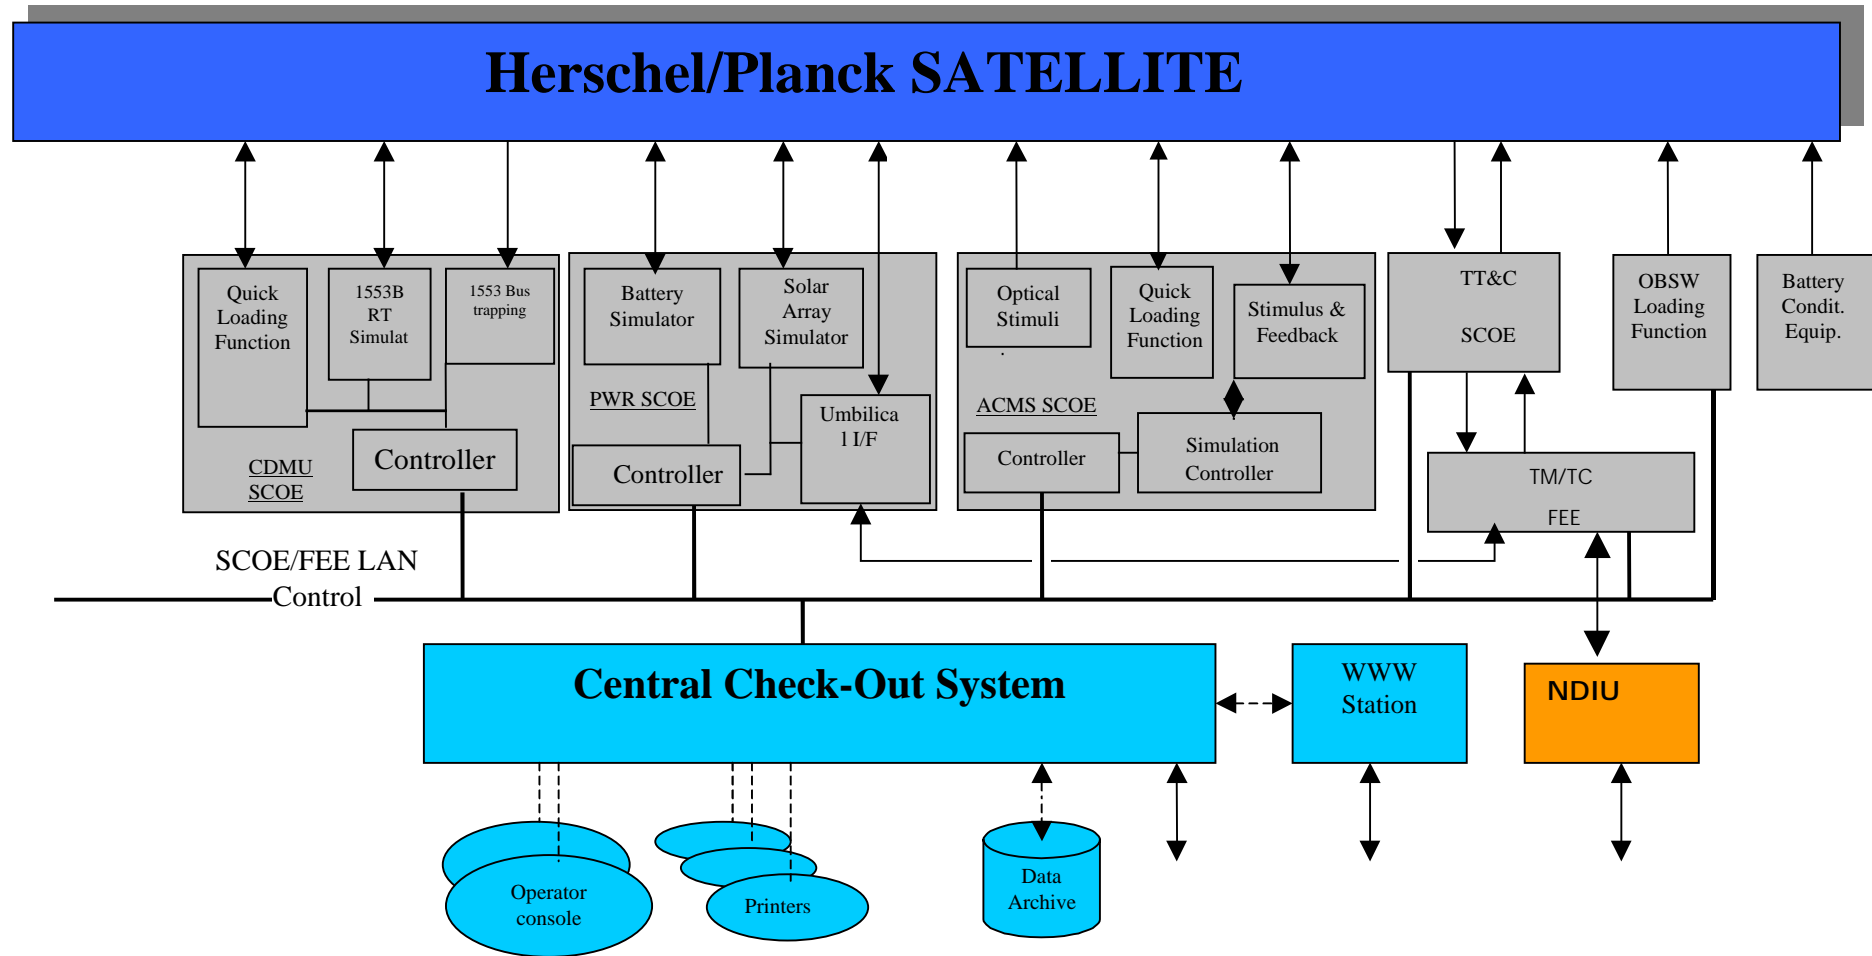 Herschel/Planck SATELLITE
Quick
Loading
Function
1553B
RT
Simulat
1553 Bus
trapping
CDMU
SCOE
Controller
Battery
Simulator
Solar
Array
Simulator
PWR SCOE
Controller
Umbilica
l I/F
Optical
Stimuli
.
Quick
Loading
Function
Stimulus &
Feedback
ACMS SCOE
Controller
Simulation
Controller
TT&C
SCOE
OBSW
Loading
Function
Battery
Condit.
Equip.
TM/TC
FEE
SCOE/FEE LAN
Control
Central Check-Out System
WWW
Station
NDIU
Operator
console
Printers
Data
Archive